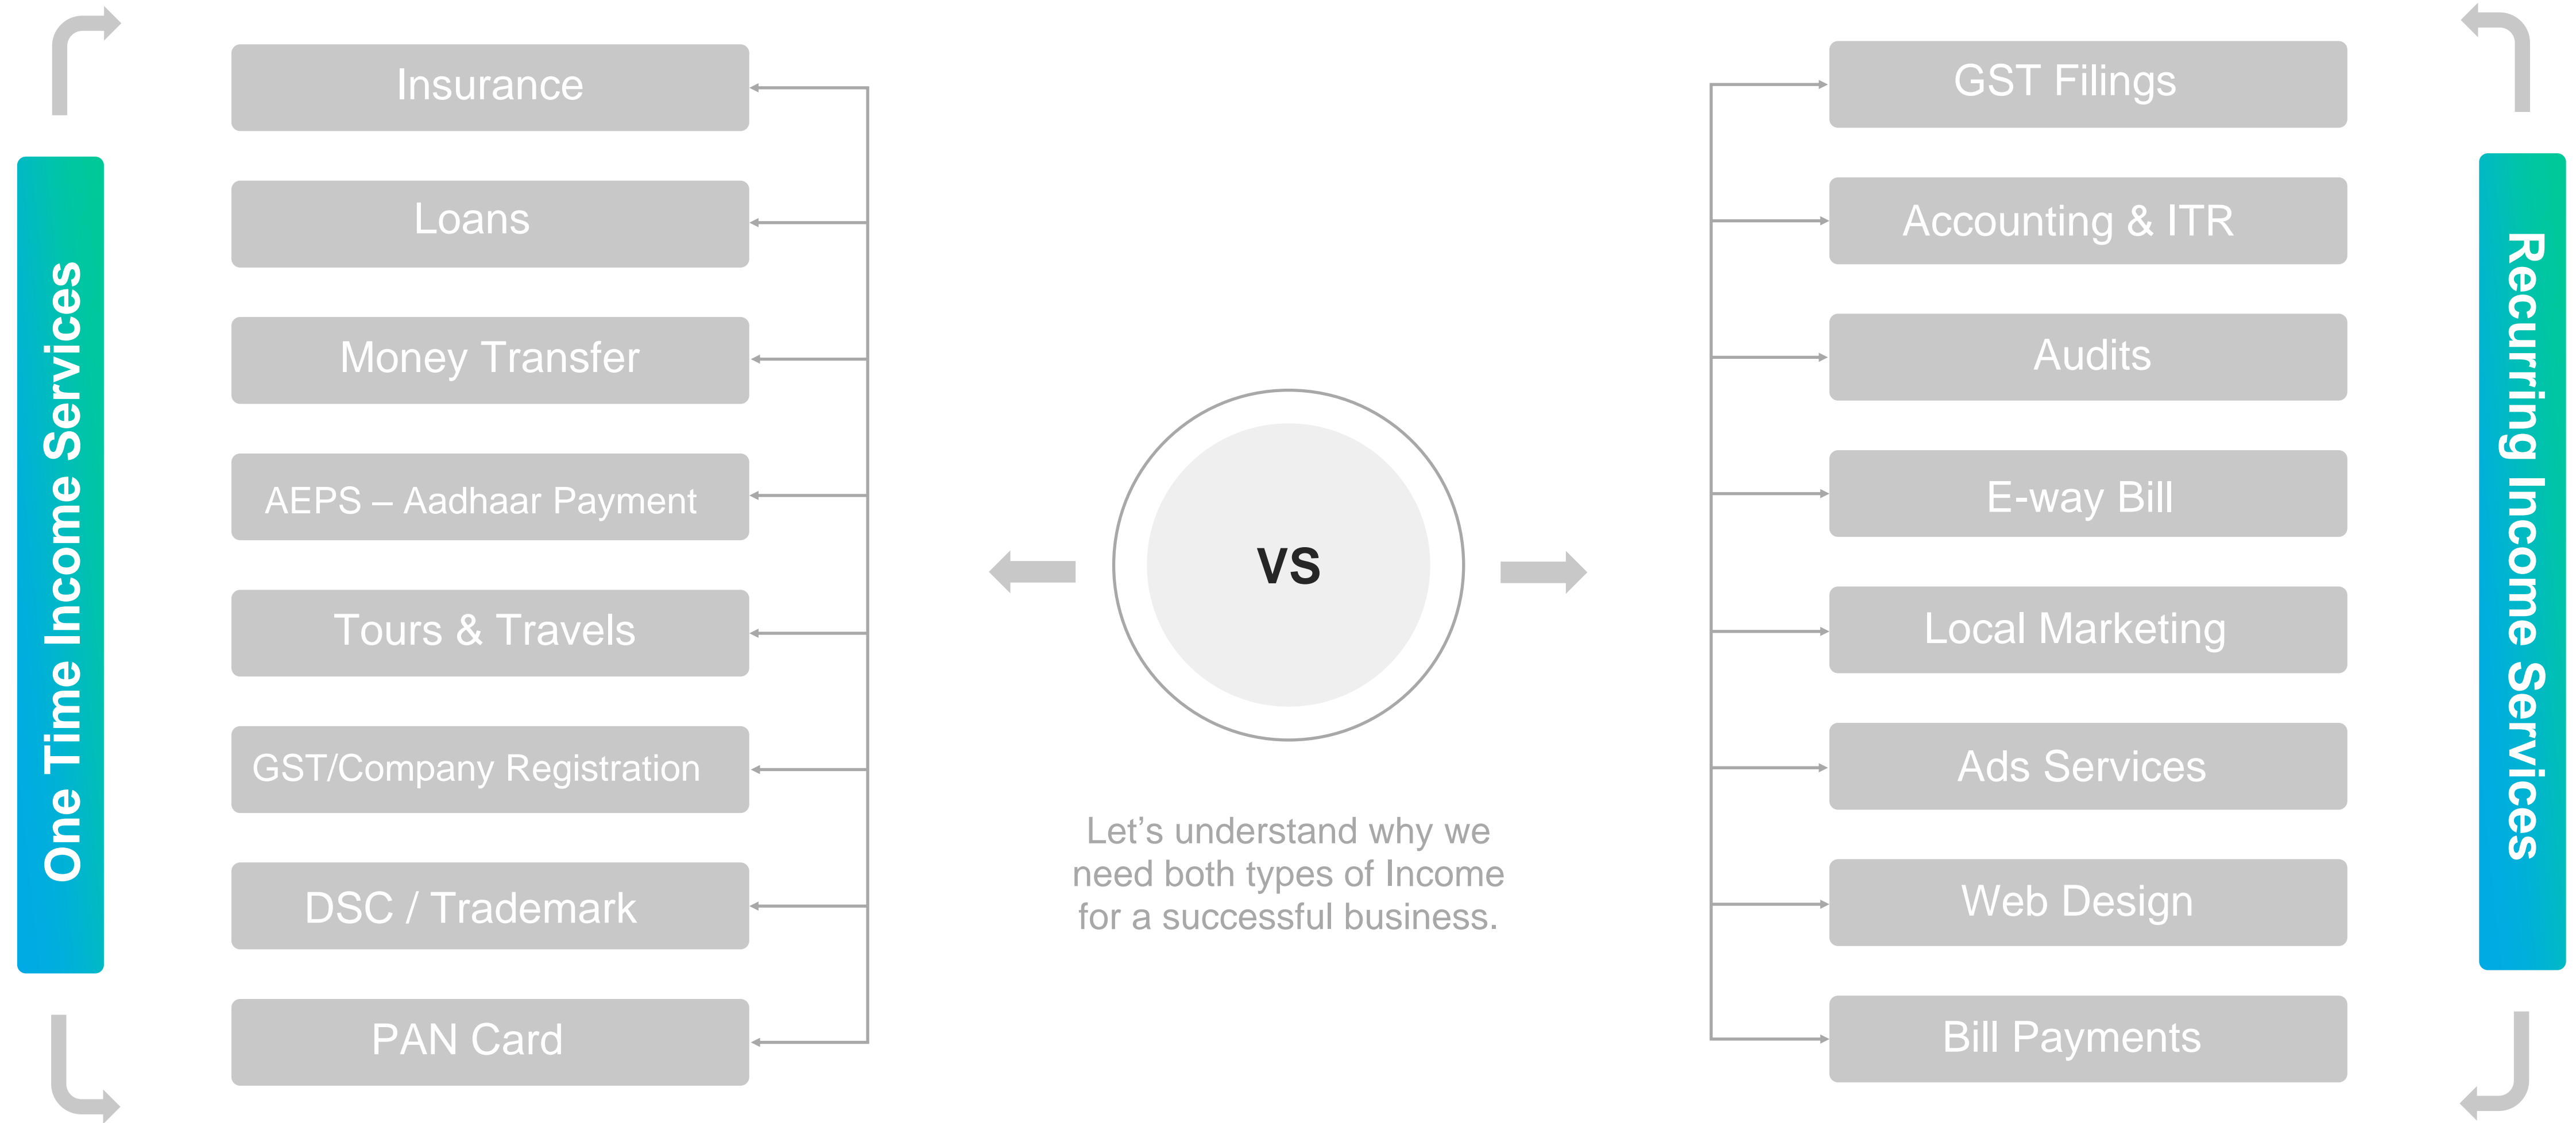 One Time Income Services
Insurance
Loans
Money Transfer
AEPS – Aadhaar Payment
Tours & Travels
GST/Company Registration
DSC / Trademark
PAN Card
VS
Let’s understand why we
need both types of Income
for a successful business.
GST Filings
Accounting & ITR
Audits
E-way Bill
Local Marketing
Ads Services
Web Design
Bill Payments
Recurring Income Services